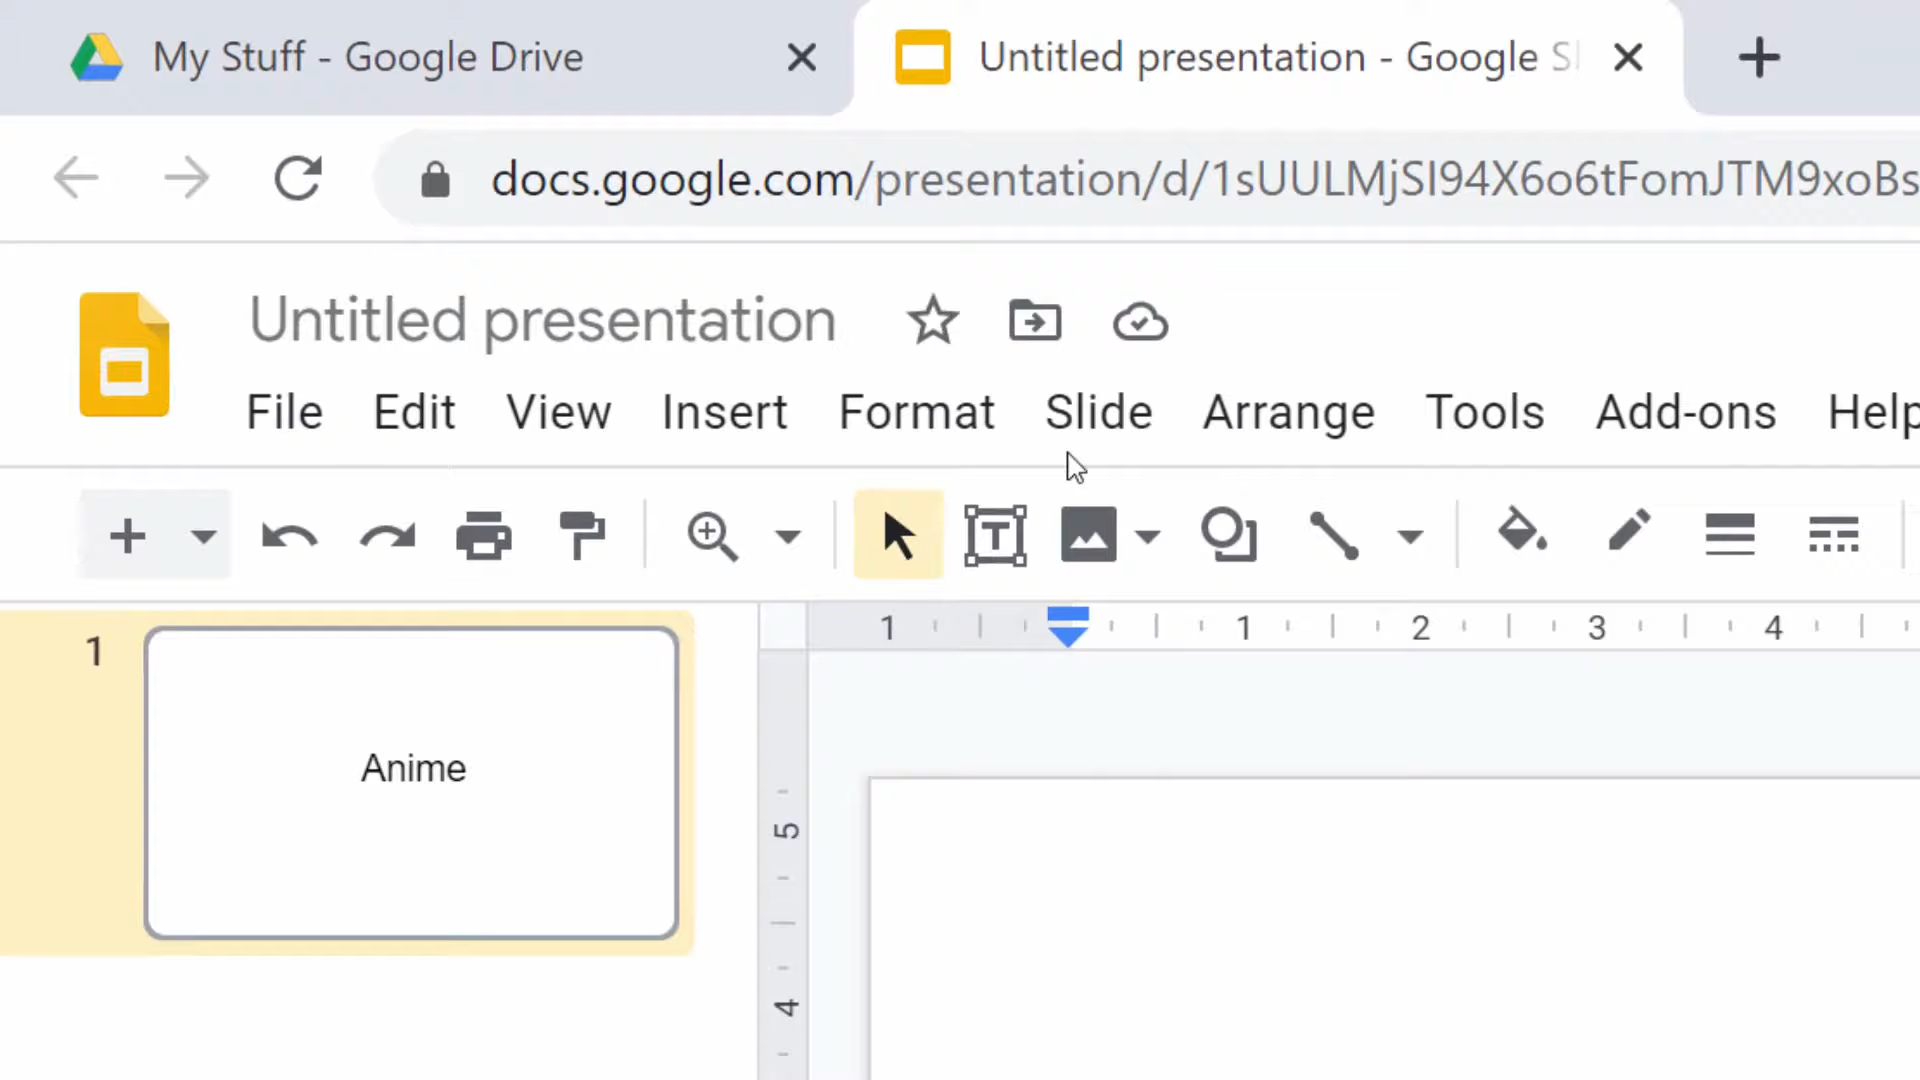 My Stuff - Google Drive
Untitled presentation - Google Sl
docs.google.com/presentation/d/1sUULMjSI94X6o6tFomJTM9xoBs
Untitled presentation
File Edit View Insert Format Slide Arrange Tools Add-ons Help
1 1 2 3 4
1
Anime
5
4